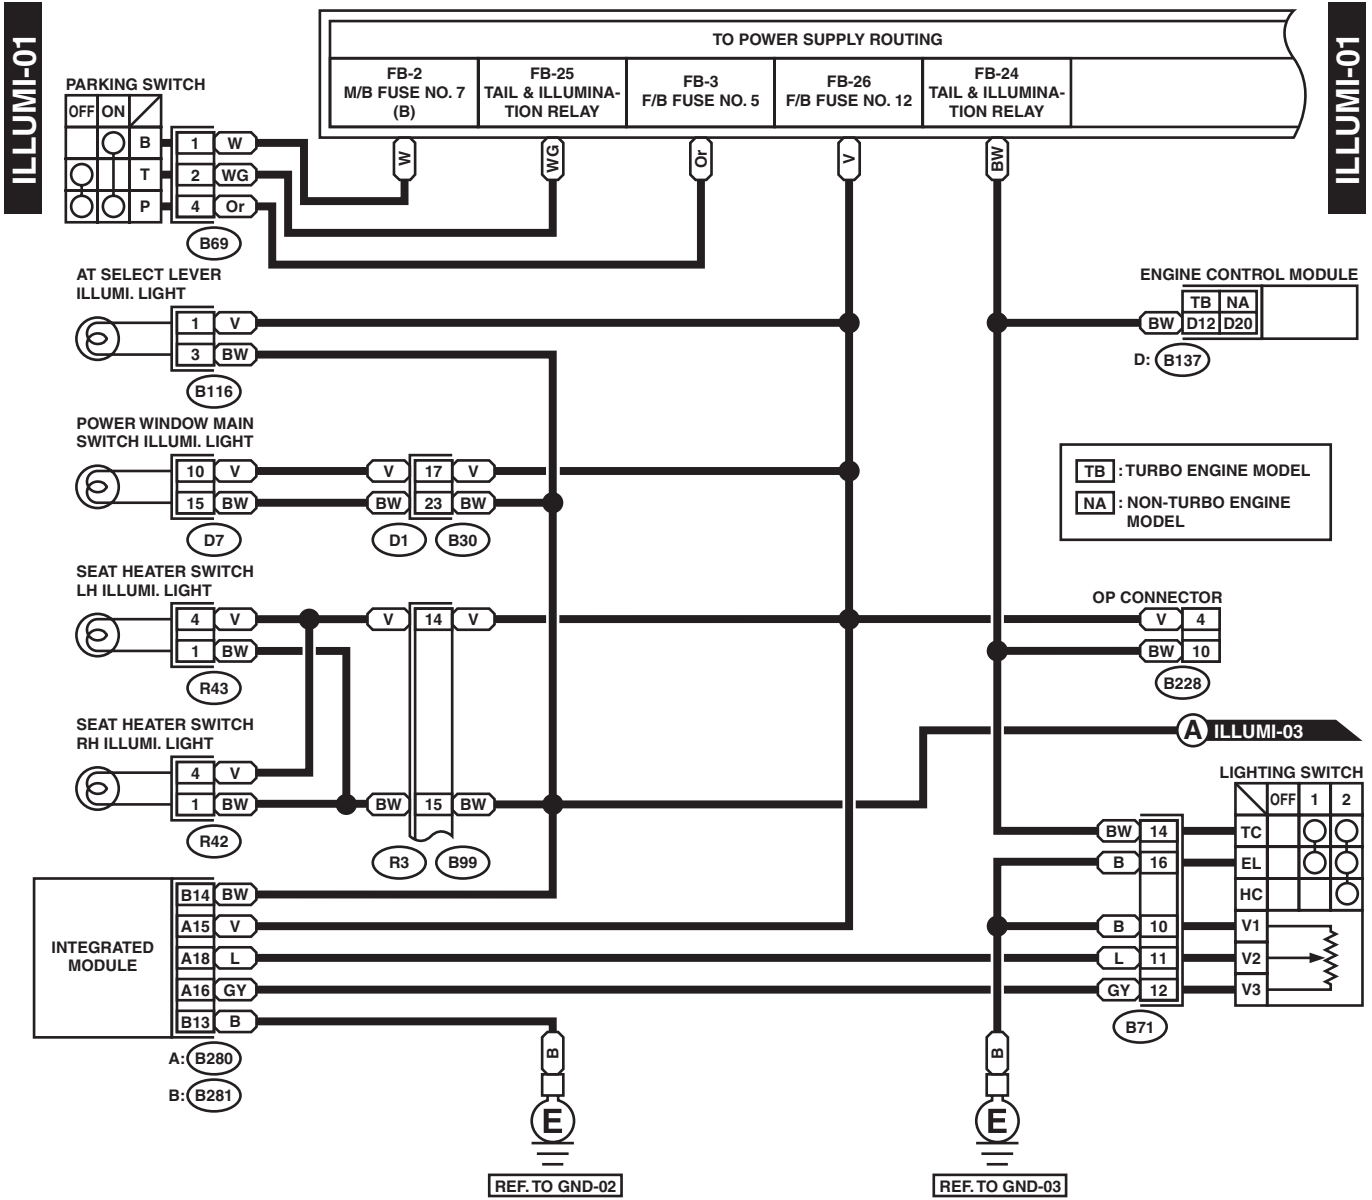 ILLUMI-01
ILLUMI-01
TO POWER SUPPLY ROUTING
FB-2
M/B FUSE NO. 7
(B)
FB-25
TAIL & ILLUMINA-
TION RELAY
FB-3
F/B FUSE NO. 5
FB-26
F/B FUSE NO. 12
FB-24
TAIL & ILLUMINA-
TION RELAY
W
WG
Or
V
BW
PARKING SWITCH
OFF ON
B 1 W
T 2 WG
P 4 Or
B69
AT SELECT LEVER
ILLUMI. LIGHT
1 V
3 BW
B116
ENGINE CONTROL MODULE
TB NA
BW D12 D20
D: B137
POWER WINDOW MAIN
SWITCH ILLUMI. LIGHT
10 V V 17 V
15 BW BW 23 BW
D7 D1 B30
TB : TURBO ENGINE MODEL
NA : NON-TURBO ENGINE
MODEL
SEAT HEATER SWITCH
LH ILLUMI. LIGHT
4 V V 14 V
1 BW
R43
OP CONNECTOR
V 4
BW 10
B228
SEAT HEATER SWITCH
RH ILLUMI. LIGHT
4 V
1 BW BW 15 BW
R42 R3 B99
A ILLUMI-03
LIGHTING SWITCH
OFF 1 2
BW 14 TC
B 16 EL
HC
B 10 V1
L 11 V2
GY 12 V3
B71
INTEGRATED
MODULE
B14 BW
A15 V
A18 L
A16 GY
B13 B
A: B280
B: B281
B
E
REF. TO GND-02
B
E
REF. TO GND-03